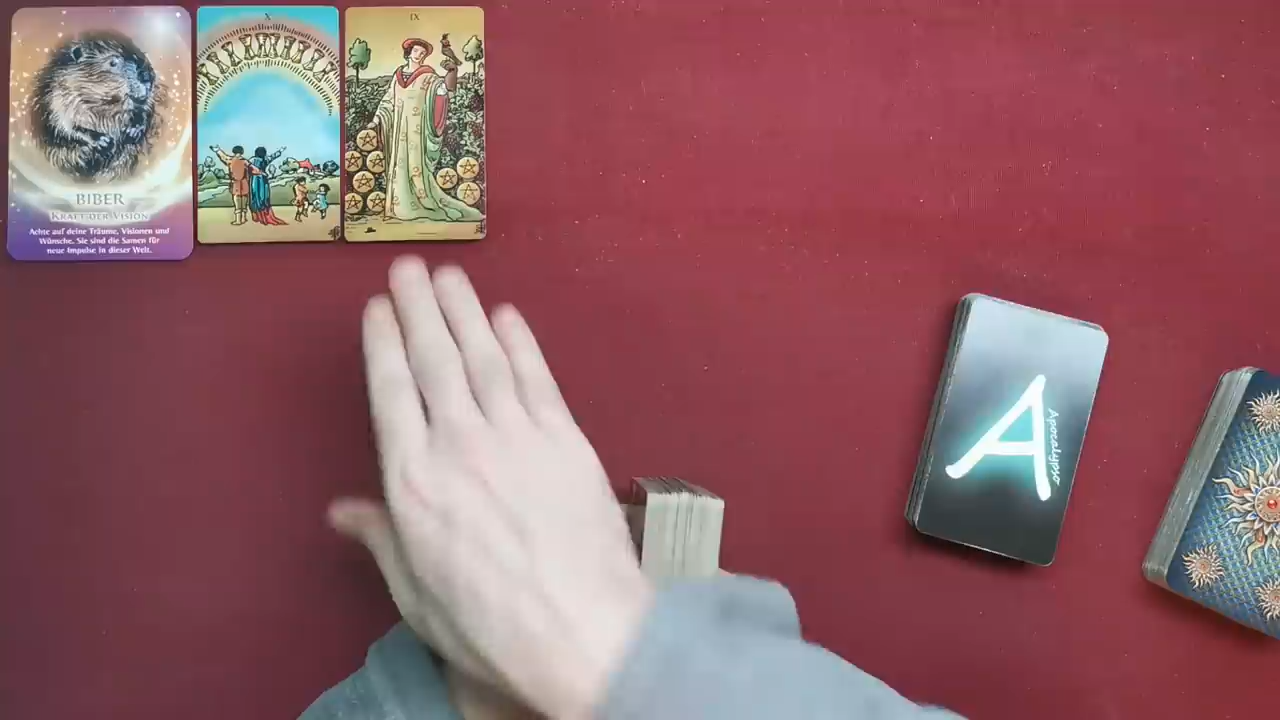 BIBER
KRAFT DER VISION
Achte auf deine Träume, Visionen und
Wünsche. Sie sind die Samen für
neue Impulse in dieser Welt.
X
IX
A
Apocalypso